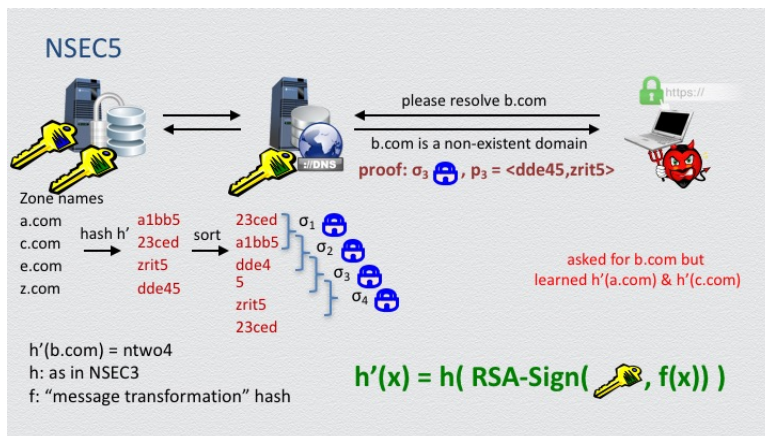 NSEC5
https://
please resolve b.com
b.com is a non-existent domain
://DNS
proof: σ3 , p3 = <dde45,zrit5>
Zone names
a.com
c.com
e.com
z.com
hash h’
a1bb5
23ced
zrit5
dde45
sort
23ced
a1bb5
dde4
5
zrit5
23ced
σ1
σ2
σ3
σ4
asked for b.com but
learned h’(a.com) & h’(c.com)
h’(b.com) = ntwo4
h: as in NSEC3
f: “message transformation” hash
h’(x) = h( RSA-Sign( , f(x)) )